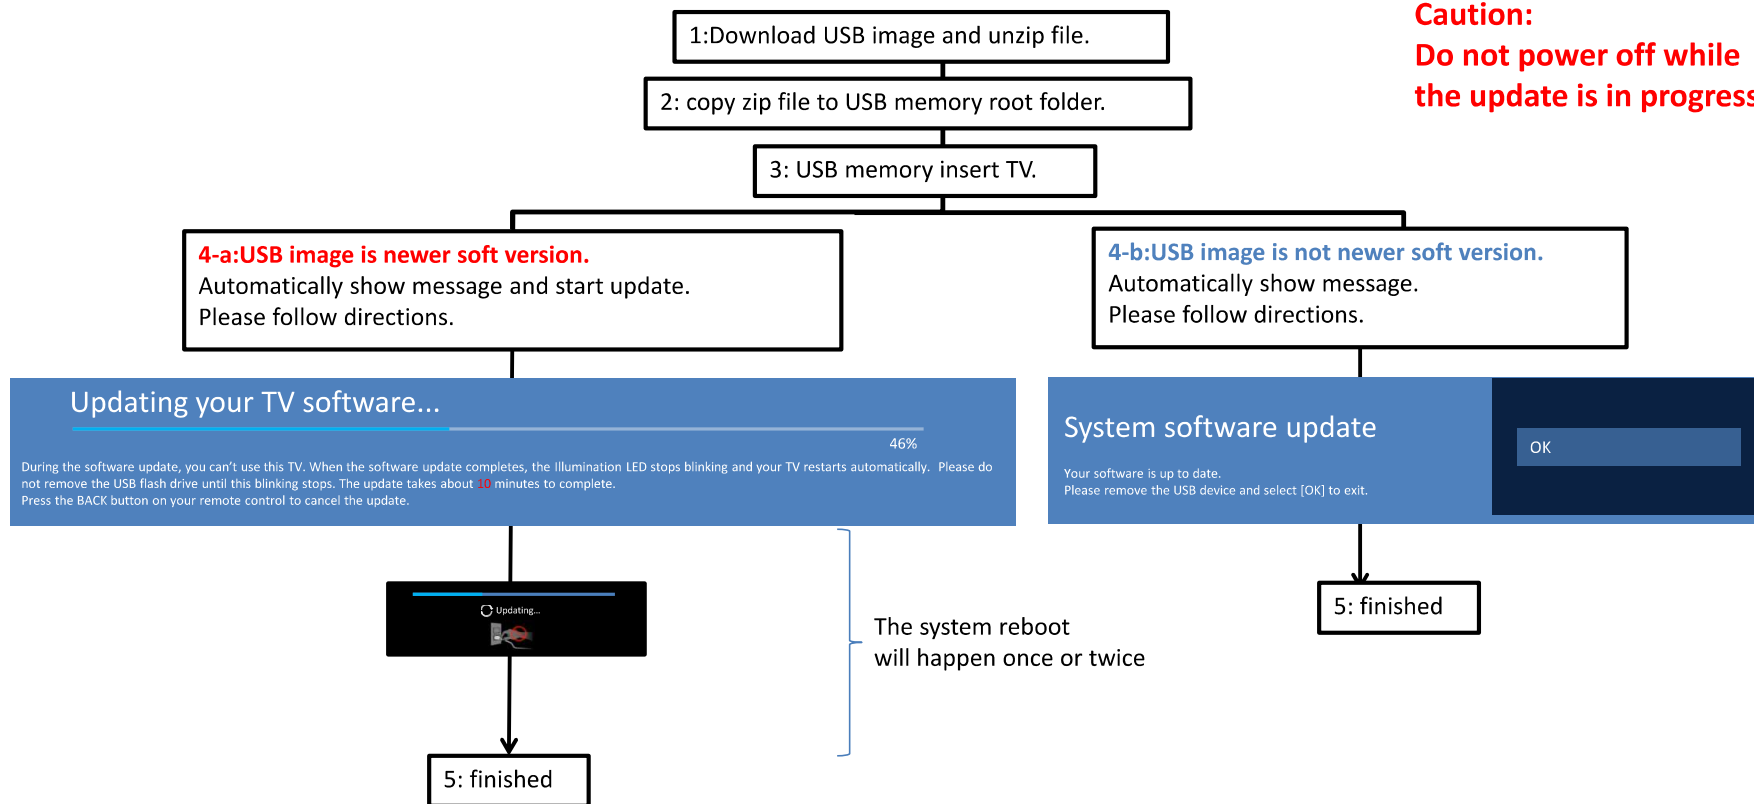 Caution:
Do not power off while
the update is in progress
1:Download USB image and unzip file.
2: copy zip file to USB memory root folder.
3: USB memory insert TV.
4-a:USB image is newer soft version.
Automatically show message and start update.
Please follow directions.
4-b:USB image is not newer soft version.
Automatically show message.
Please follow directions.
Updating your TV software...
46%
During the software update, you can't use this TV. When the software update completes, the Illumination LED stops blinking and your TV restarts automatically. Please do
not remove the USB flash drive until this blinking stops. The update takes about 10 minutes to complete.
Press the BACK button on your remote control to cancel the update.
System software update
Your software is up to date.
Please remove the USB device and select [OK] to exit.
OK
Updating...
The system reboot
will happen once or twice
5: finished
5: finished